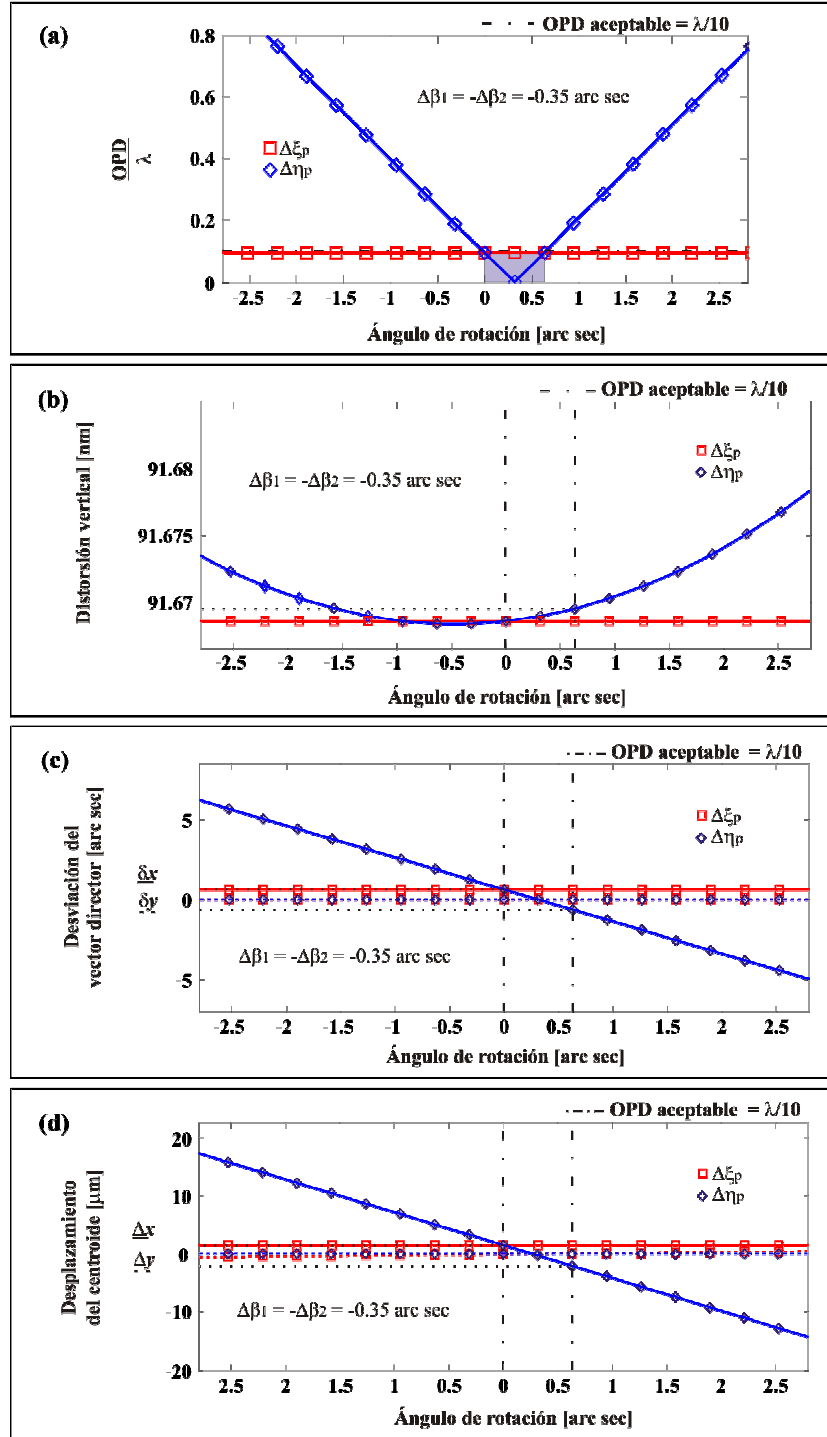 (a)
OPD aceptable = λ/10
0.8
0.6
0.4
0.2
0
OPD
λ
Δβ1 = -Δβ2 = -0.35 arc sec
Δξp
Δηp
-2.5 -2 -1.5 -1 -0.5 0 0.5 1 1.5 2 2.5
Ángulo de rotación [arc sec]
(b)
OPD aceptable = λ/10
Distorsión vertical [nm]
91.68
91.675
91.67
Δβ1 = -Δβ2 = -0.35 arc sec
Δξp
Δηp
-2.5 -2 -1.5 -1 -0.5 0 0.5 1 1.5 2 2.5
Ángulo de rotación [arc sec]
(c)
OPD aceptable = λ/10
Desviación del
vector director [arc sec]
δx
δy
5
0
-5
Δξp
Δηp
Δβ1 = -Δβ2 = -0.35 arc sec
-2.5 -2 -1.5 -1 -0.5 0 0.5 1 1.5 2 2.5
Ángulo de rotación [arc sec]
(d)
OPD aceptable = λ/10
Desplazamiento
del centroide [µm]
Δx
Δy
20
10
0
-10
-20
Δξp
Δηp
Δβ1 = -Δβ2 = -0.35 arc sec
2.5 -2 -1.5 -1 -0.5 0 0.5 1 1.5 2 2.5
Ángulo de rotación [arc sec]